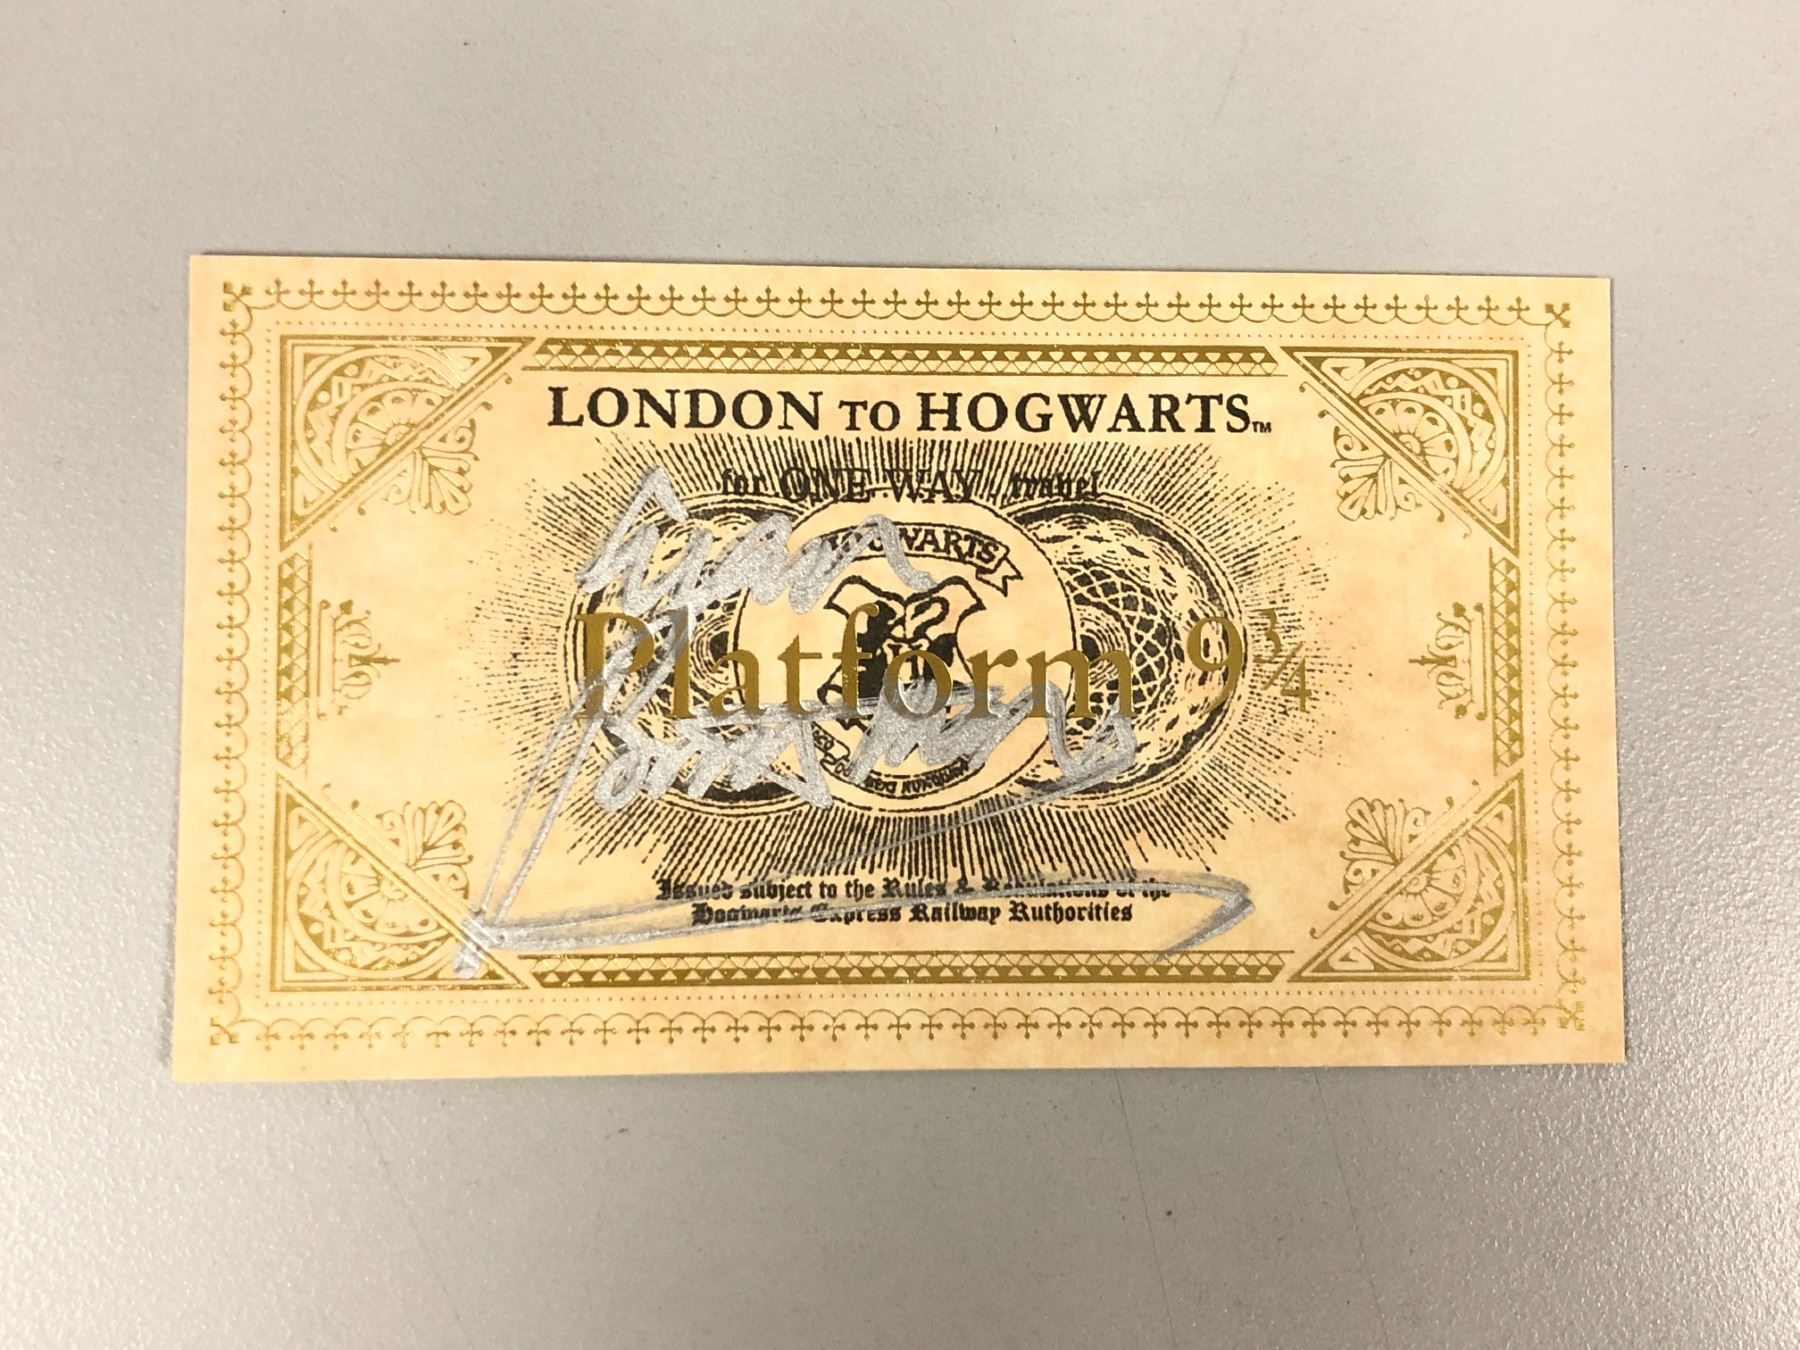 LONDON TO HOGWARTS™
for ONE WAY travel
HOGWARTS
Platform 9¾
Issued subject to the Rules & Regulations of the
Hogwarts Express Railway Authorities